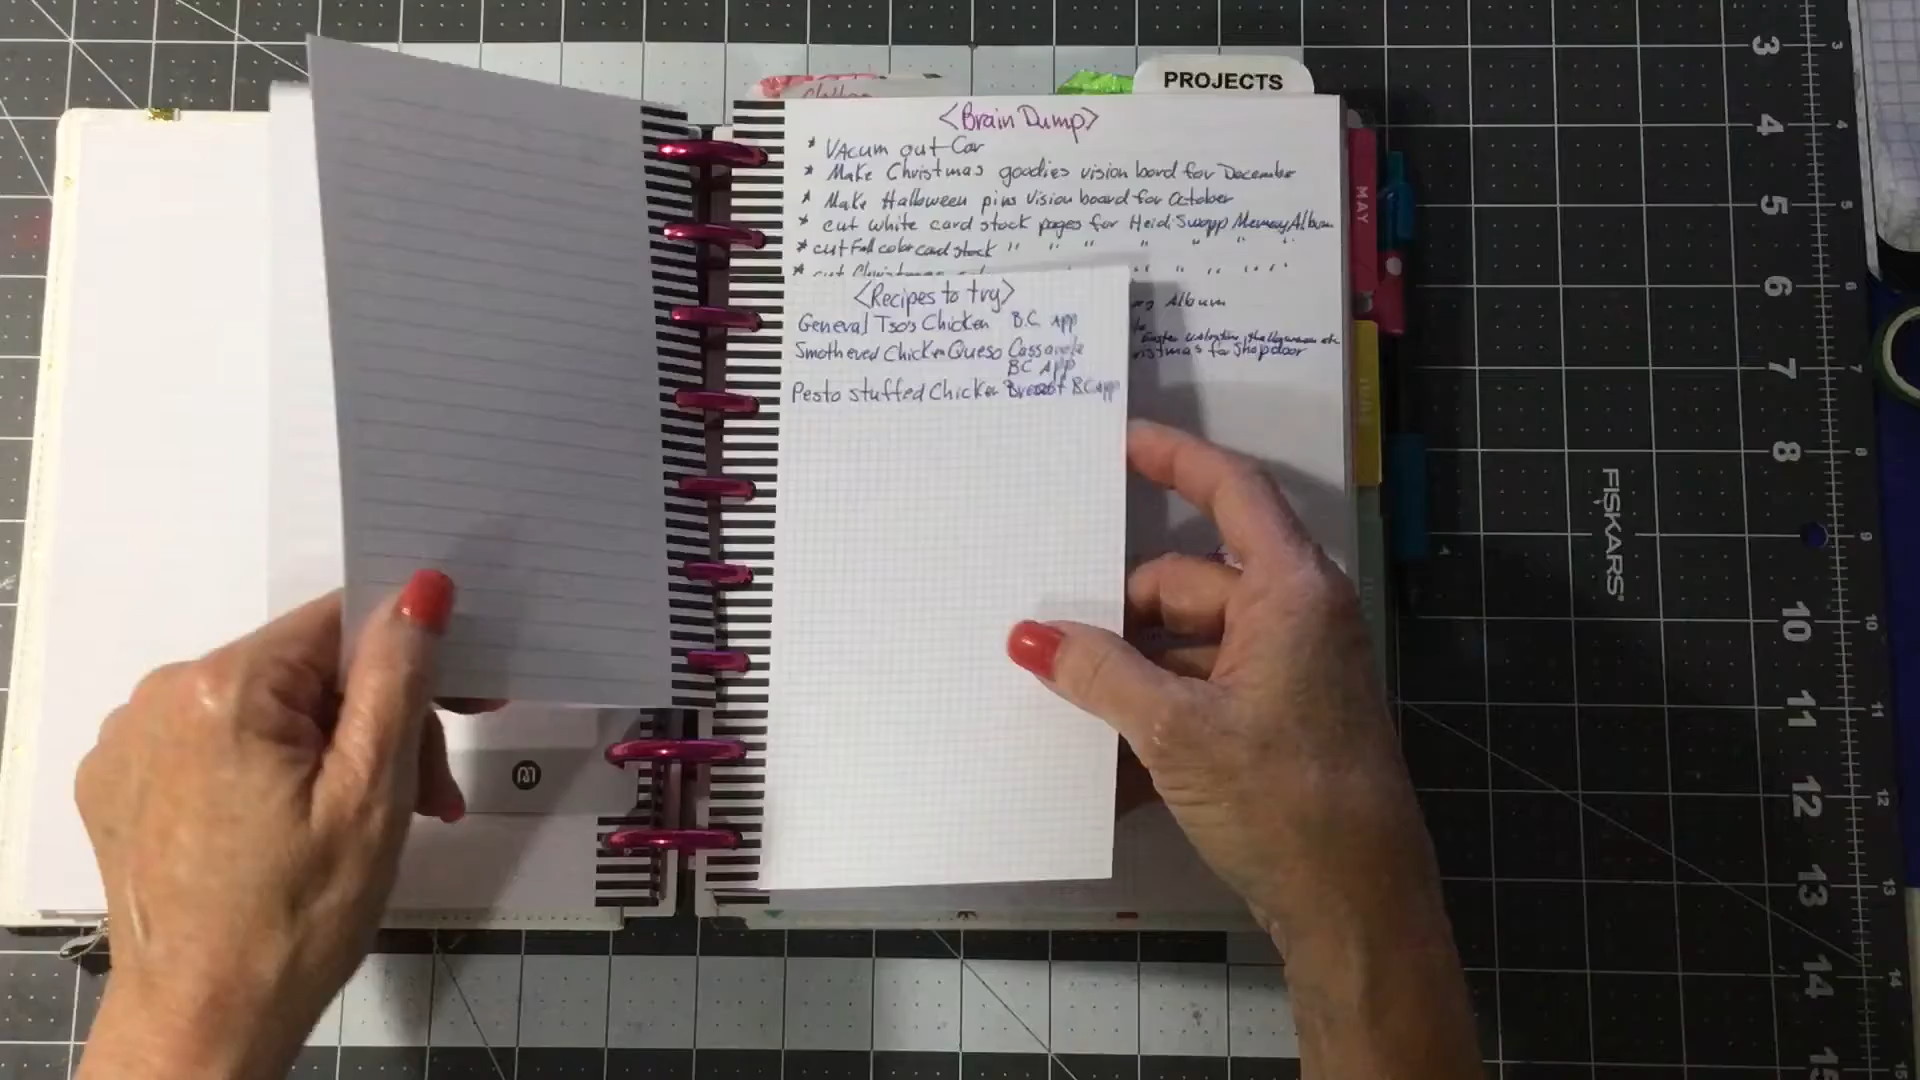 PROJECTS
<Brain Dump>
* VAcum out Car
* Make Christmas goodies vision bord for December
* Make Halloween pins Vision board for October
* cut white card stock pages for Heidi Swapp Memory Album
* cut Fall color card stock " " " " " "
* cut Christmas " " " " "
Album
<Recipes to try>
General Tso's Chicken B.C. App
Smothered Chicken Queso Cassarole
BC App
Pesto stuffed Chicken Breast BC app
for Shop door
MAY
FISKARS
3
4
5
6
7
8
9
10
11
12
13
14
15